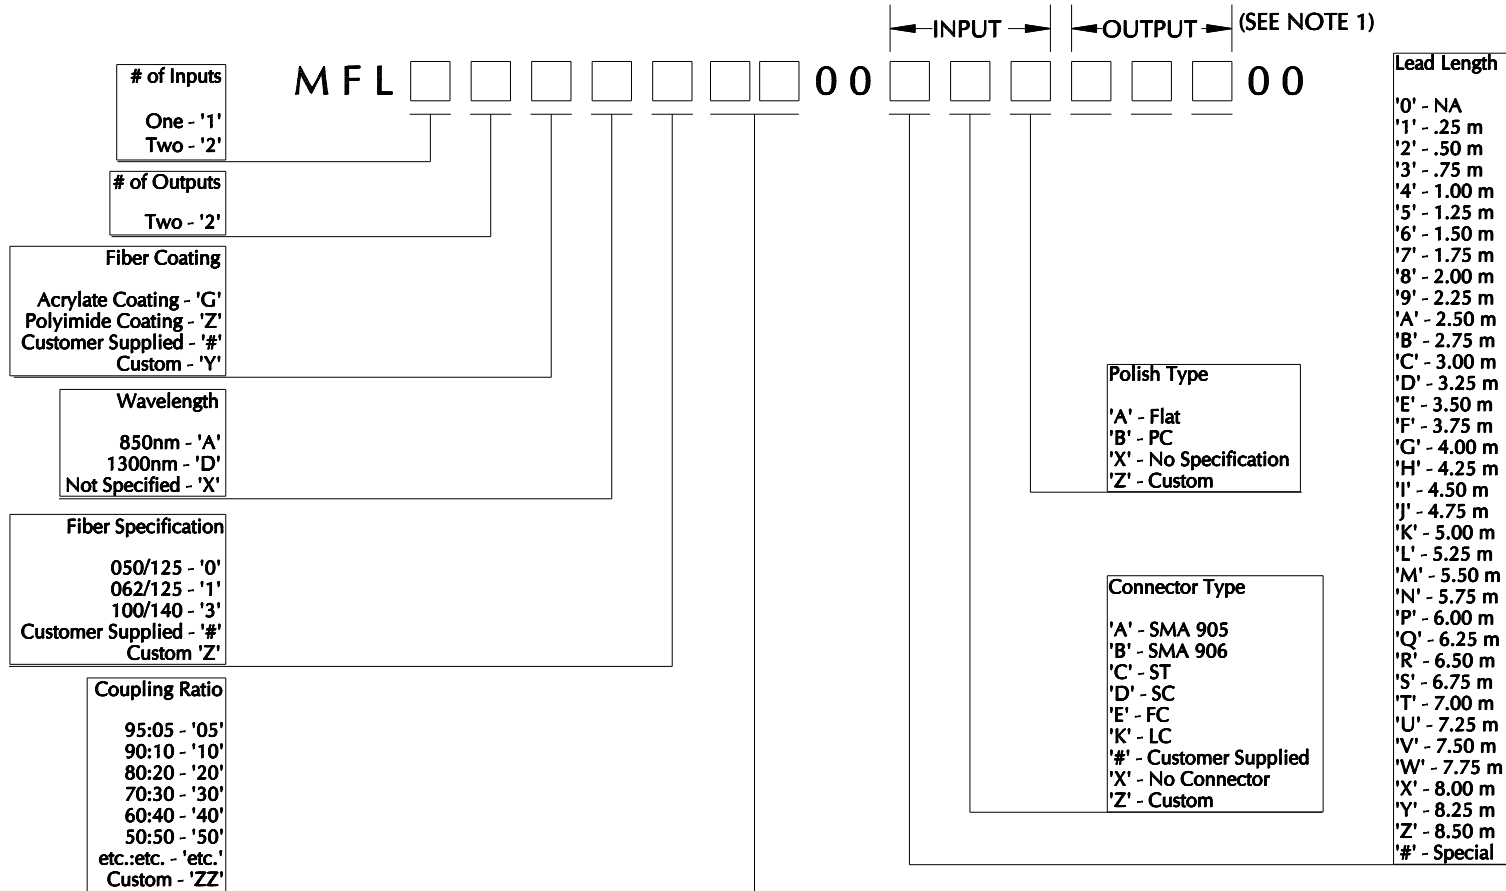 INPUT OUTPUT (SEE NOTE 1)
MFL 00 00
# of Inputs
One - '1'
Two - '2'
# of Outputs
Two - '2'
Fiber Coating
Acrylate Coating - 'G'
Polyimide Coating - 'Z'
Customer Supplied - '#'
Custom - 'Y'
Wavelength
850nm - 'A'
1300nm - 'D'
Not Specified - 'X'
Fiber Specification
050/125 - '0'
062/125 - '1'
100/140 - '3'
Customer Supplied - '#'
Custom 'Z'
Coupling Ratio
95:05 - '05'
90:10 - '10'
80:20 - '20'
70:30 - '30'
60:40 - '40'
50:50 - '50'
etc.:etc. - 'etc.'
Custom - 'ZZ'
Polish Type
'A' - Flat
'B' - PC
'X' - No Specification
'Z' - Custom
Connector Type
'A' - SMA 905
'B' - SMA 906
'C' - ST
'D' - SC
'E' - FC
'K' - LC
'#' - Customer Supplied
'X' - No Connector
'Z' - Custom
Lead Length
'0' - NA
'1' - .25 m
'2' - .50 m
'3' - .75 m
'4' - 1.00 m
'5' - 1.25 m
'6' - 1.50 m
'7' - 1.75 m
'8' - 2.00 m
'9' - 2.25 m
'A' - 2.50 m
'B' - 2.75 m
'C' - 3.00 m
'D' - 3.25 m
'E' - 3.50 m
'F' - 3.75 m
'G' - 4.00 m
'H' - 4.25 m
'I' - 4.50 m
'J' - 4.75 m
'K' - 5.00 m
'L' - 5.25 m
'M' - 5.50 m
'N' - 5.75 m
'P' - 6.00 m
'Q' - 6.25 m
'R' - 6.50 m
'S' - 6.75 m
'T' - 7.00 m
'U' - 7.25 m
'V' - 7.50 m
'W' - 7.75 m
'X' - 8.00 m
'Y' - 8.25 m
'Z' - 8.50 m
'#' - Special